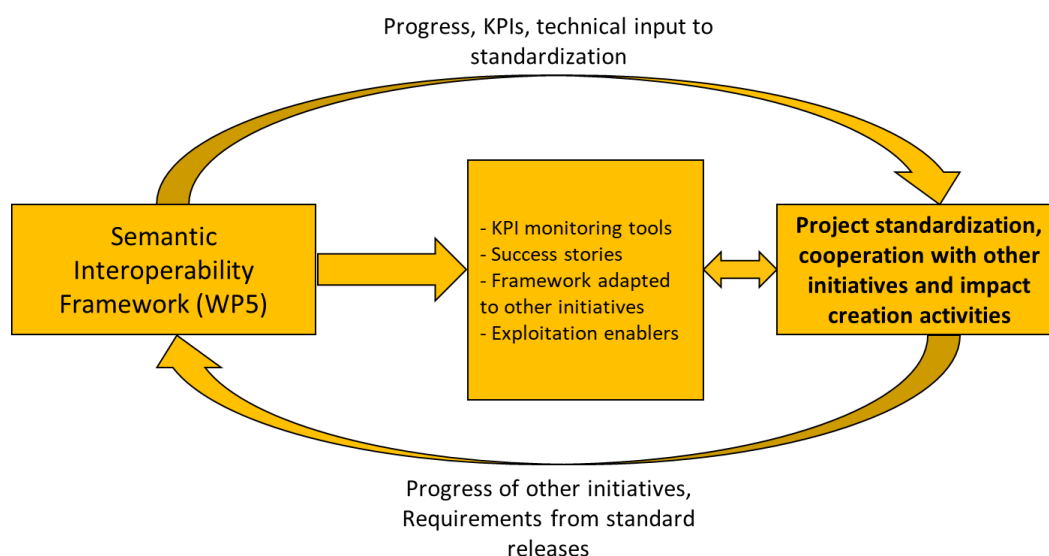 Progress, KPIs, technical input to
standardization
Semantic
Interoperability
Framework (WP5)
- KPI monitoring tools
- Success stories
- Framework adapted
to other initiatives
- Exploitation enablers
Project standardization,
cooperation with other
initiatives and impact
creation activities
Progress of other initiatives,
Requirements from standard
releases